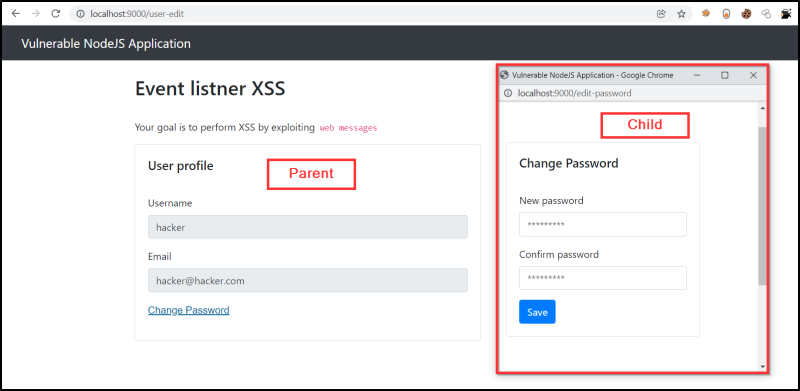 localhost:9000/user-edit
Vulnerable NodeJS Application
Event listner XSS
Your goal is to perform XSS by exploiting web messages
User profile
Parent
Username
hacker
Email
hacker@hacker.com
Change Password
Vulnerable NodeJS Application - Google Chrome
localhost:9000/edit-password
Child
Change Password
New password
*********
Confirm password
*********
Save